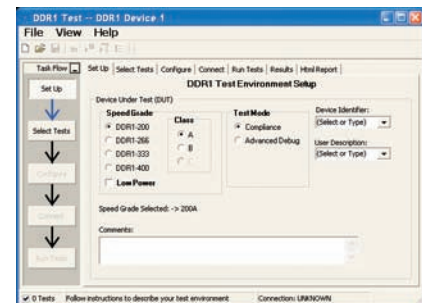 DDR1 Test -- DDR1 Device 1
File View Help
Task Flow
Set Up
Select Tests
Configure
Connect
Run Tests
Set Up Select Tests Configure Connect Run Tests Results Html Report
DDR1 Test Environment Setup
Device Under Test (DUT)
Speed Grade
DDR1-200
DDR1-266
DDR1-333
DDR1-400
Low Power
Class
A
B
C
Test Mode
Compliance
Advanced Debug
Device Identifier:
(Select or Type)
User Description:
(Select or Type)
Speed Grade Selected: -> 200A
Comments:
0 Tests Follow instructions to describe your test environment Connection: UNKNOWN